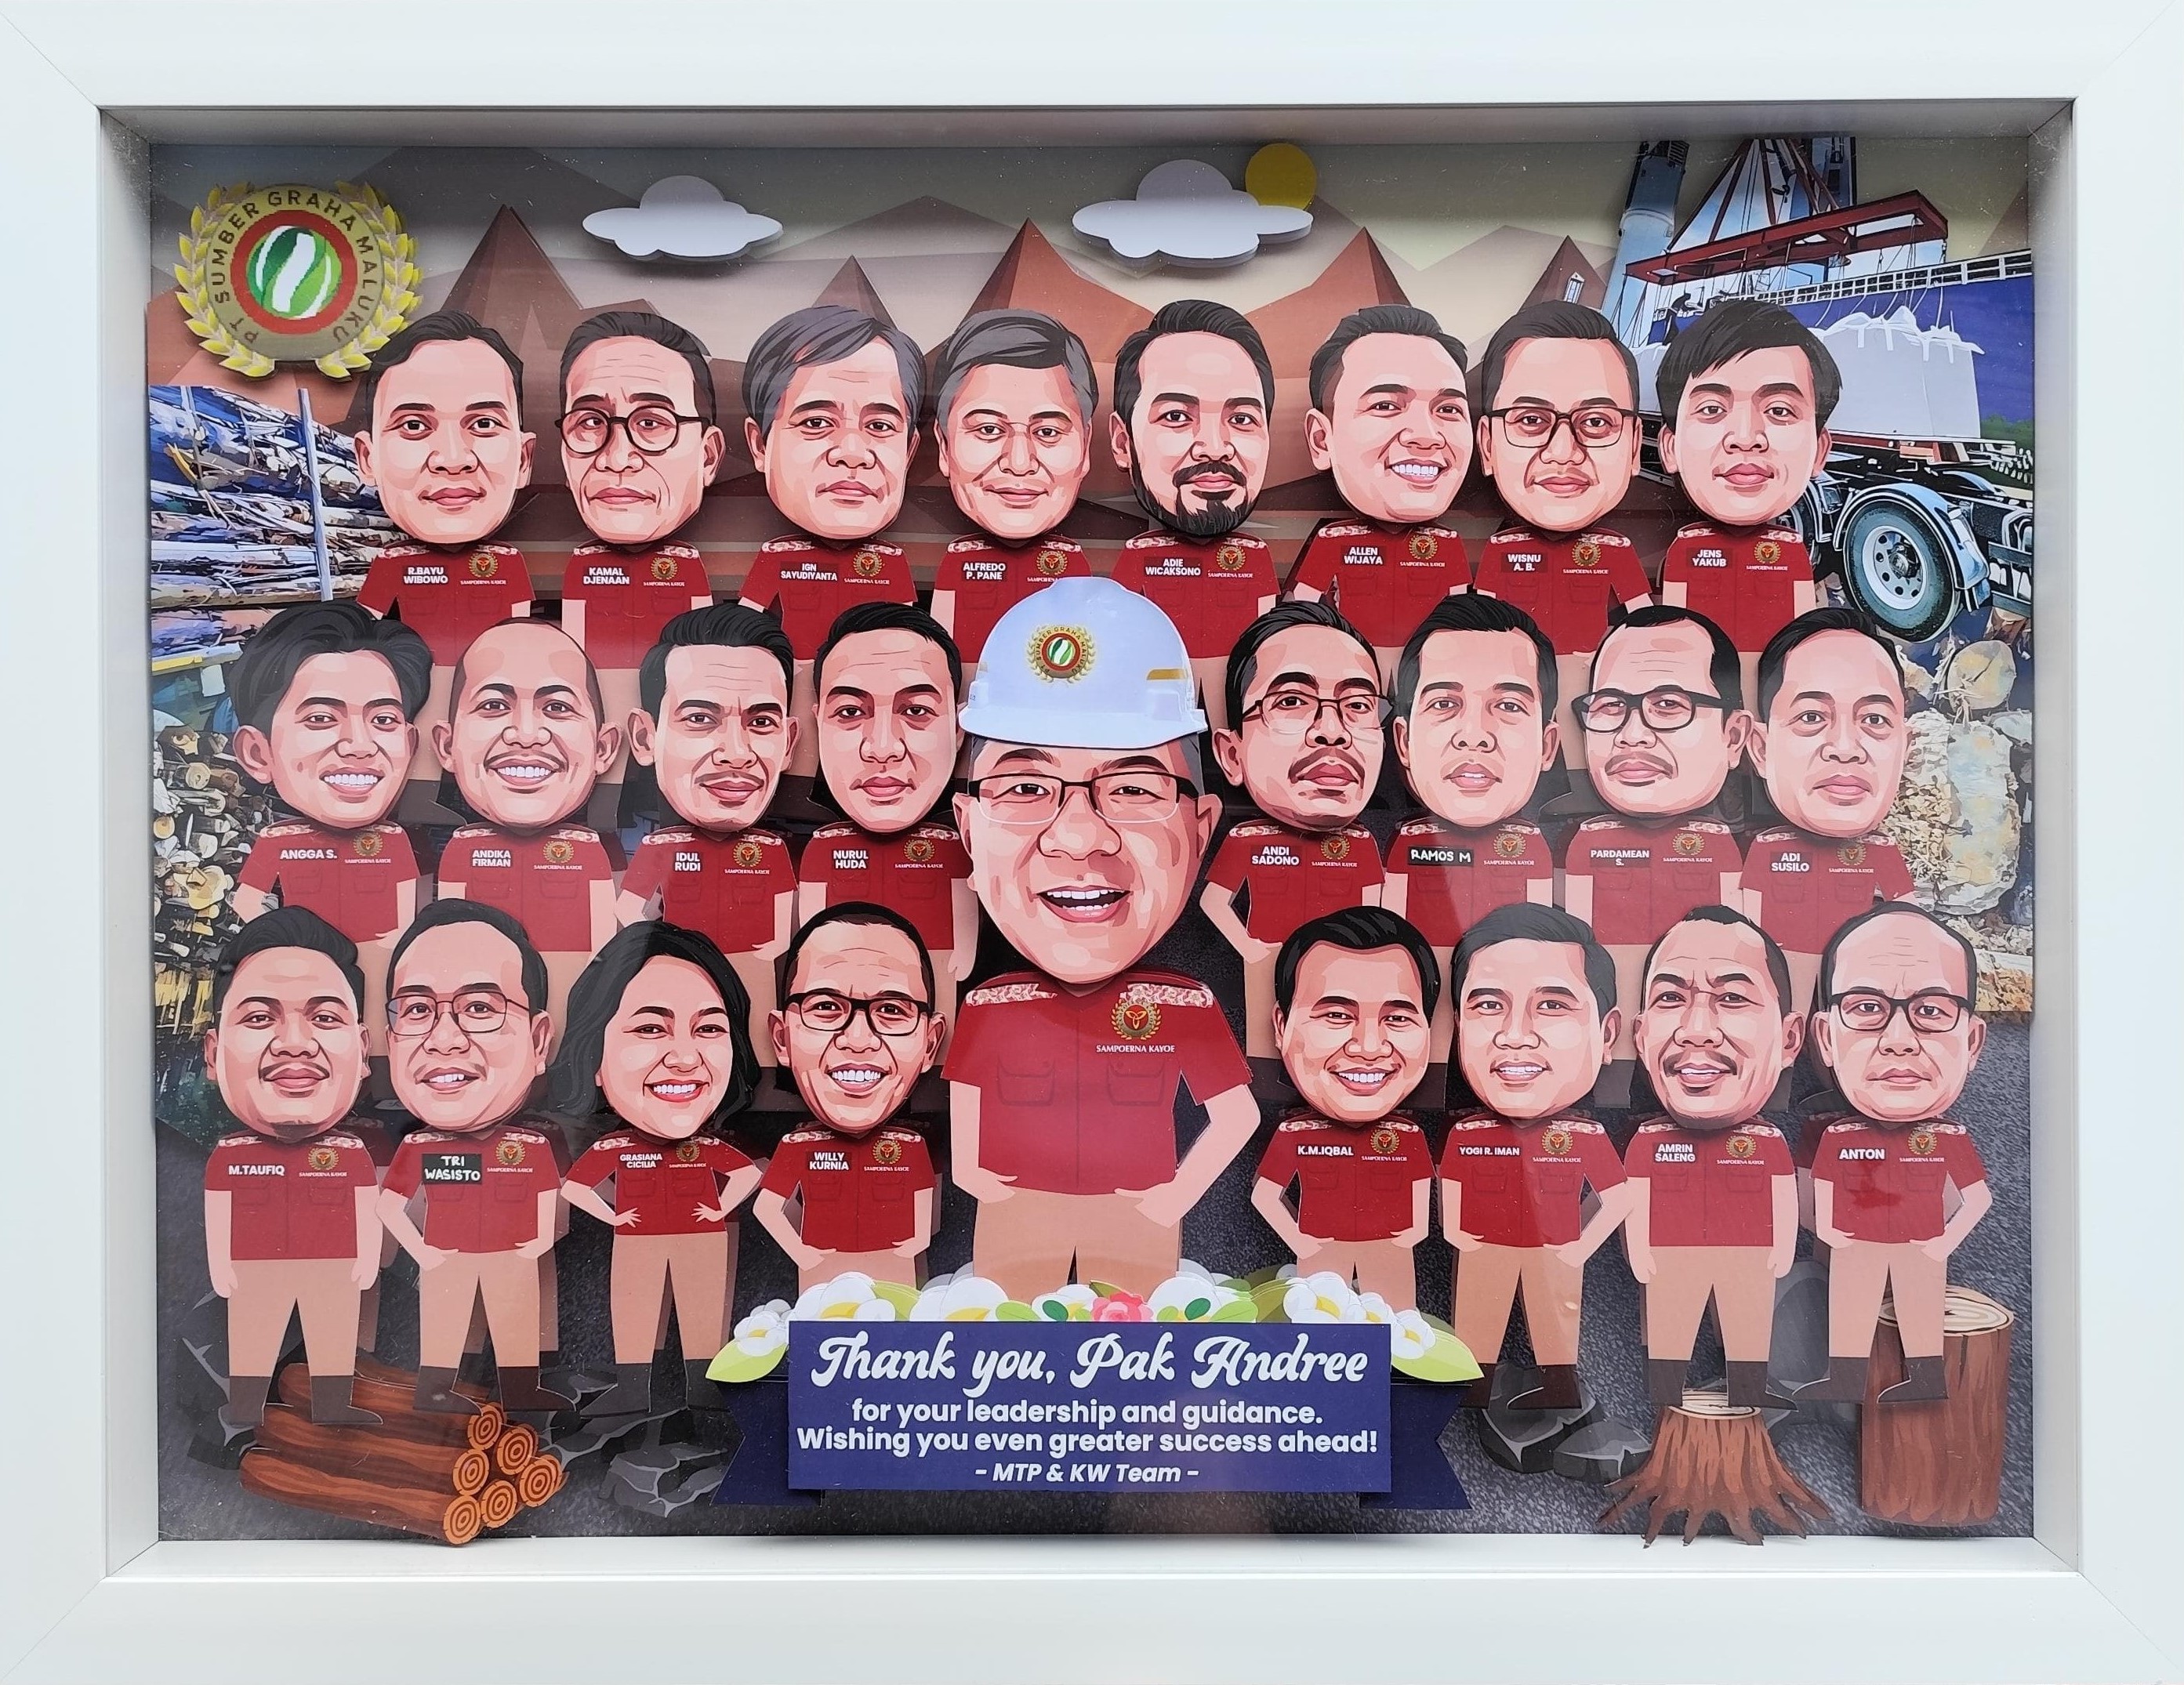 PT SUMBER GRAHA MALUKU
R.BAYU
WIBOWO
SAMPOERNA KAYOE
KAMAL
DJENAAN
SAMPOERNA KAYOE
IGN
SAYUDIYANTA
SAMPOERNA KAYOE
ALFREDO
P. PANE
SAMPOERNA KAYOE
ADIE
WICAKSONO
SAMPOERNA KAYOE
ALLEN
WIJAYA
SAMPOERNA KAYOE
WISNU
A. B.
SAMPOERNA KAYOE
JENS
YAKUB
SAMPOERNA KAYOE
SUMBER GRAHA
ANGGA S.
SAMPOERNA KAYOE
ANDIKA
FIRMAN
SAMPOERNA KAYOE
IDUL
RUDI
SAMPOERNA KAYOE
NURUL
HUDA
SAMPOERNA KAYOE
ANDI
SADONO
SAMPOERNA KAYOE
RAMOS M
SAMPOERNA KAYOE
PARDAMEAN
S.
SAMPOERNA KAYOE
ADI
SUSILO
SAMPOERNA KAYOE
SAMPOERNA KAYOE
M.TAUFIQ
SAMPOERNA KAYOE
TRI
WASISTO
SAMPOERNA KAYOE
GRASIANA
CICILIA
SAMPOERNA KAYOE
WILLY
KURNIA
SAMPOERNA KAYOE
K.M.IQBAL
SAMPOERNA KAYOE
YOGI R. IMAN
SAMPOERNA KAYOE
AMRIN
SALENG
SAMPOERNA KAYOE
ANTON
SAMPOERNA KAYOE
Thank you, Pak Andree
for your leadership and guidance.
Wishing you even greater success ahead!
- MTP & KW Team -